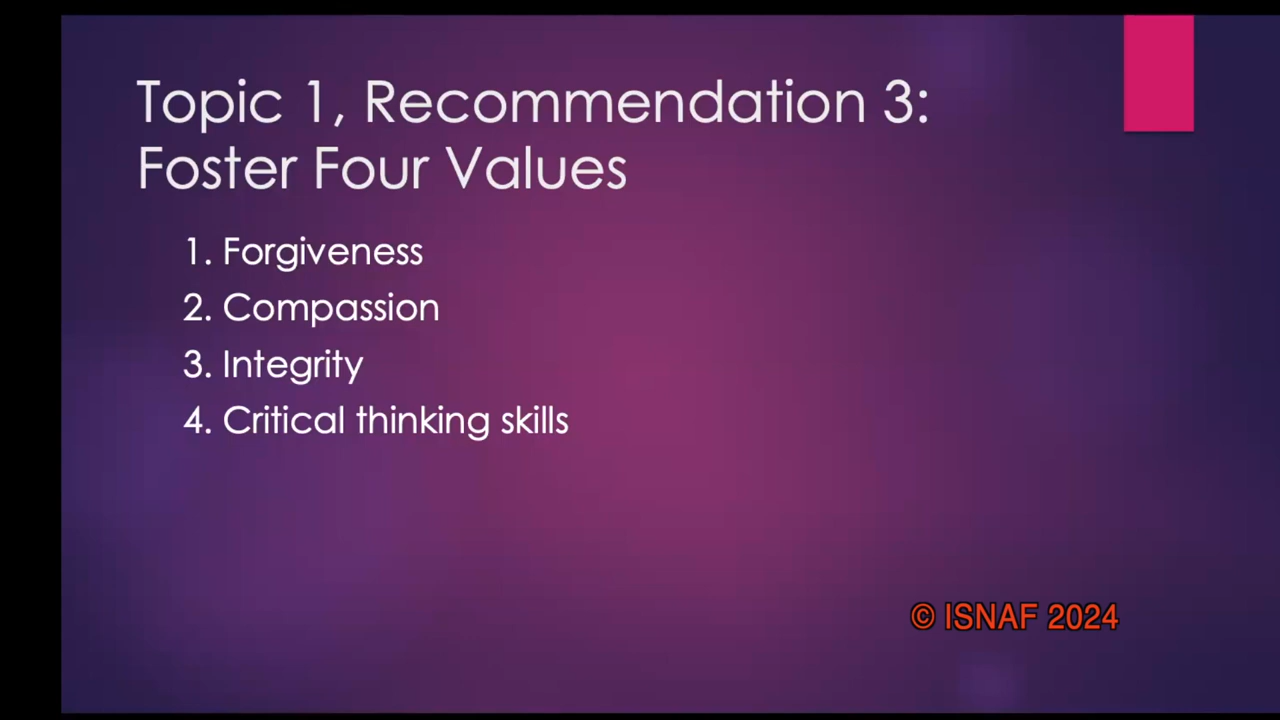 Topic 1, Recommendation 3:
Foster Four Values
1. Forgiveness
2. Compassion
3. Integrity
4. Critical thinking skills
© ISNAF 2024